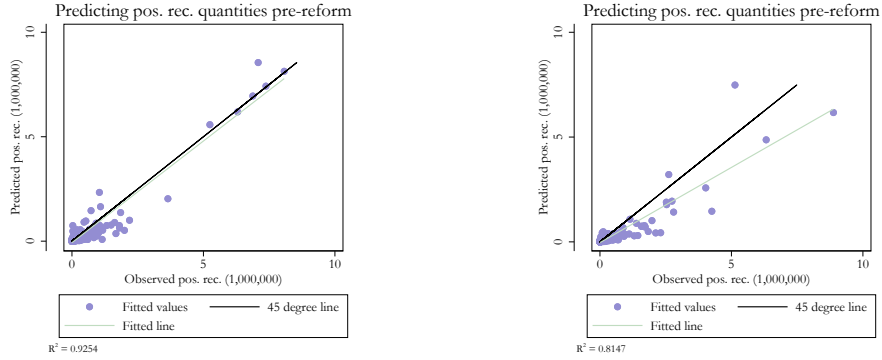 Predicting pos. rec. quantities pre-reform
10
5
0
Predicted pos. rec. (1,000,000)
0 5 10
Observed pos. rec. (1,000,000)
Fitted values 45 degree line
Fitted line
R² = 0.9254
Predicting pos. rec. quantities pre-reform
10
5
0
Predicted pos. rec. (1,000,000)
0 5 10
Observed pos. rec. (1,000,000)
Fitted values 45 degree line
Fitted line
R² = 0.8147